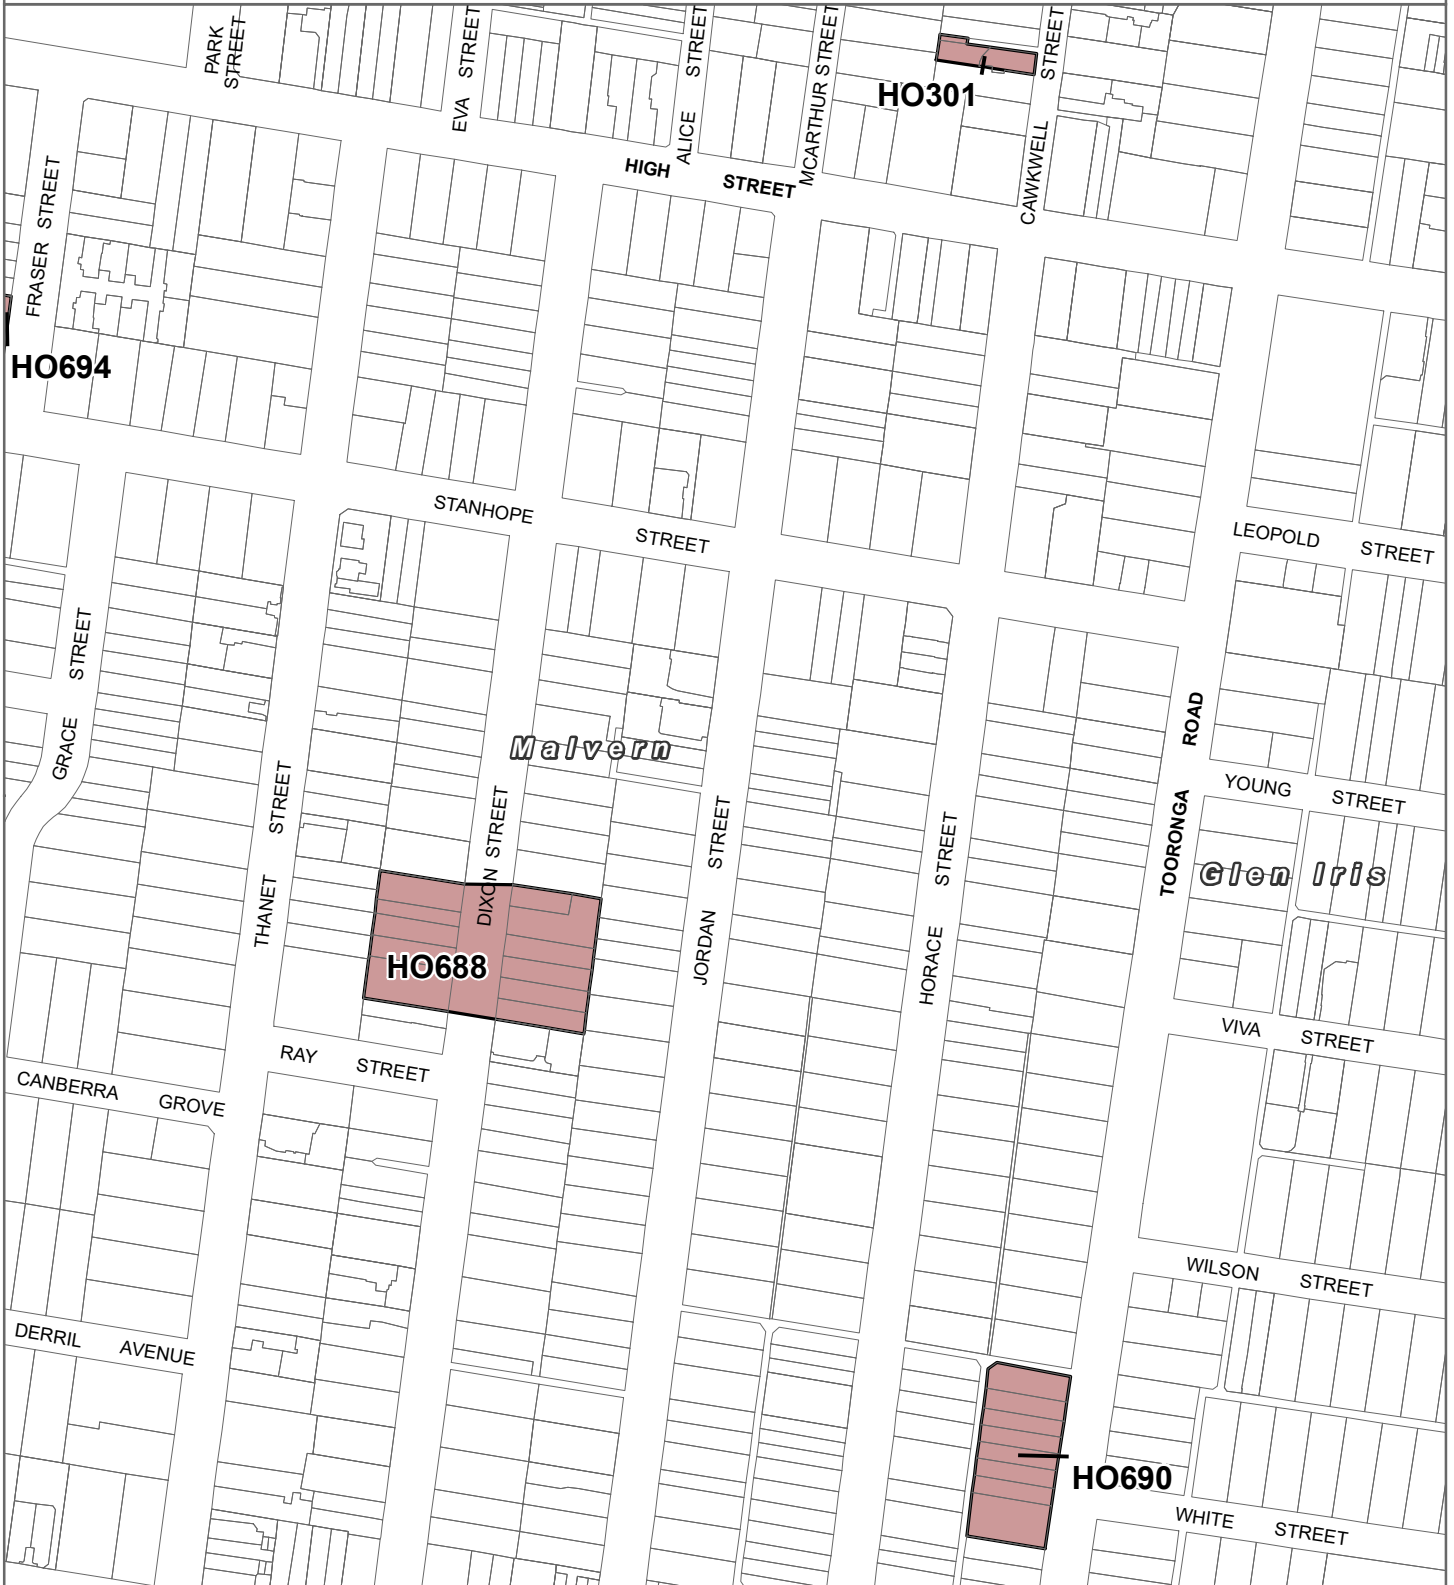 PARK
STREET
EVA STREET
ALICE STREET
MCARTHUR STREET
CAWKWELL STREET
HO301
HIGH STREET
FRASER STREET
HO694
STANHOPE STREET
LEOPOLD STREET
GRACE STREET
THANET STREET
DIXON STREET
Malvern
JORDAN STREET
HORACE STREET
TOORONGA ROAD
YOUNG STREET
Glen Iris
HO688
VIVA STREET
RAY STREET
CANBERRA GROVE
WILSON STREET
DERRIL AVENUE
HO690
WHITE STREET